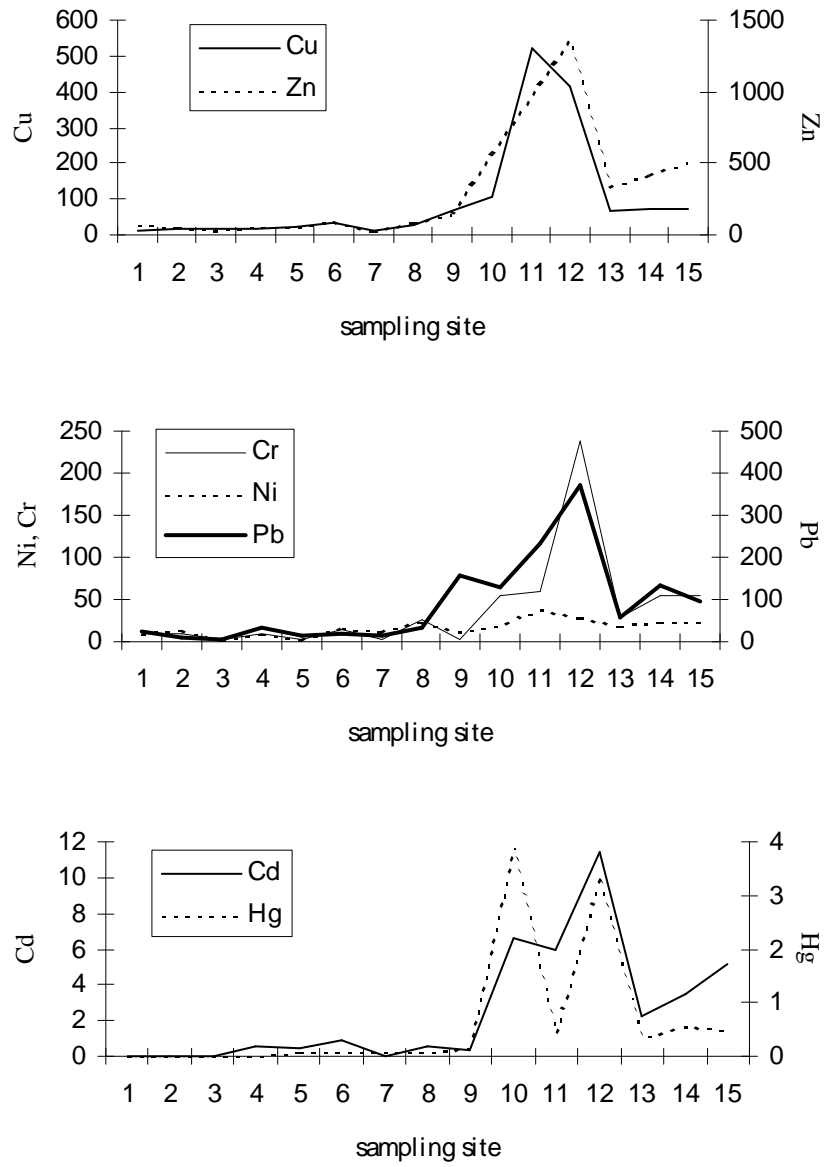 600 1500
500
400 1000
300
200 500
100
0 0
Cu
Zn
Cu
Zn
1 2 3 4 5 6 7 8 9 10 11 12 13 14 15
sampling site
250 500
200 400
150 300
100 200
50 100
0 0
Ni, Cr
Pb
Cr
Ni
Pb
1 2 3 4 5 6 7 8 9 10 11 12 13 14 15
sampling site
12 4
10
8 3
6 2
4
2 1
0 0
Cd
Hg
Cd
Hg
1 2 3 4 5 6 7 8 9 10 11 12 13 14 15
sampling site